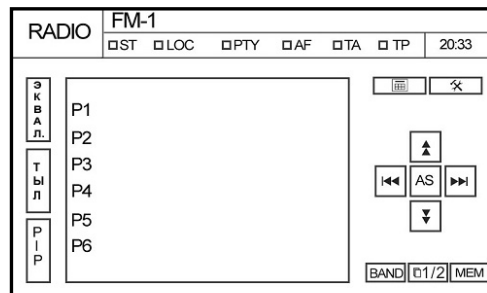 RADIO
FM-1
ST LOC PTY AF TA TP 20:33
ЭКВАЛ.
ТЫЛ
PIP
P1
P2
P3
P4
P5
P6
AS
BAND 1/2 MEM